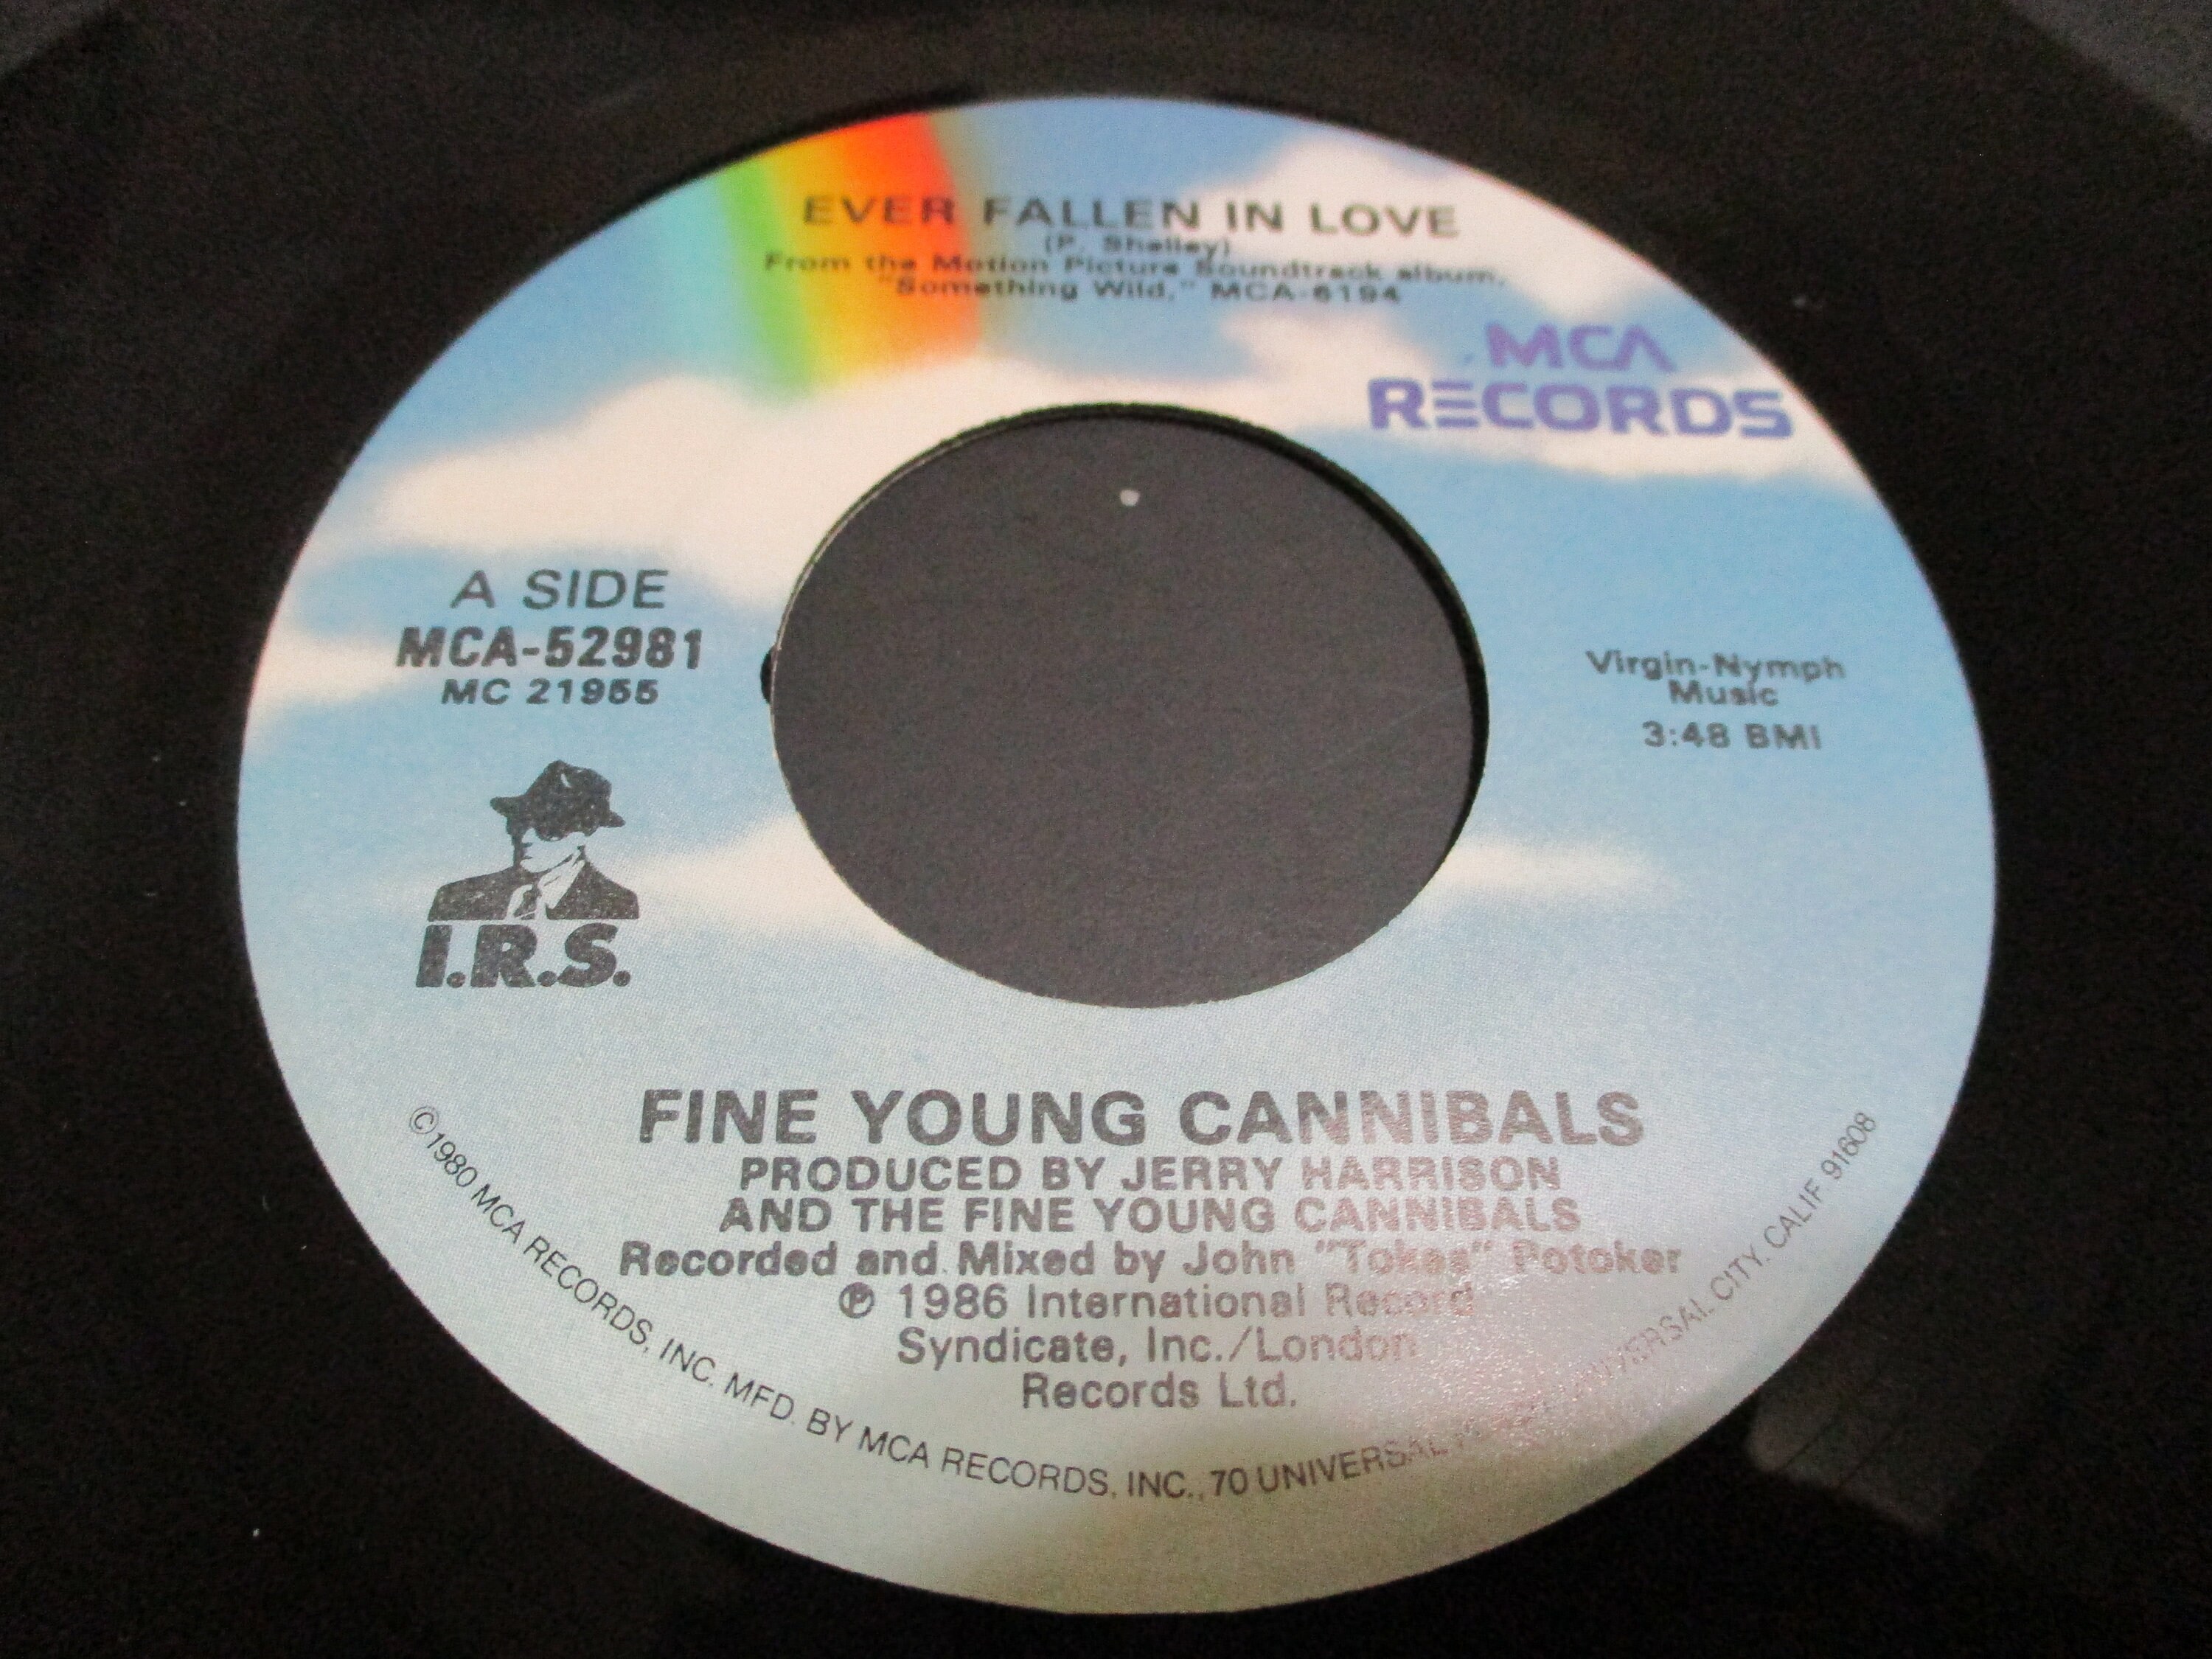 EVER FALLEN IN LOVE
(P. Shelley)
From the Motion Picture Soundtrack album,
"Something Wild," MCA-6194
MCA
RECORDS
A SIDE
MCA-52981
MC 21955
Virgin-Nymph
Music
3:48 BMI
I.R.S.
FINE YOUNG CANNIBALS
PRODUCED BY JERRY HARRISON
AND THE FINE YOUNG CANNIBALS
Recorded and Mixed by John "Tokes" Potoker
℗ 1986 International Record
Syndicate, Inc./London
Records Ltd.
©1980 MCA RECORDS, INC. MFD. BY MCA RECORDS, INC., 70 UNIVERSAL UNIVERSAL CITY, CALIF. 91608